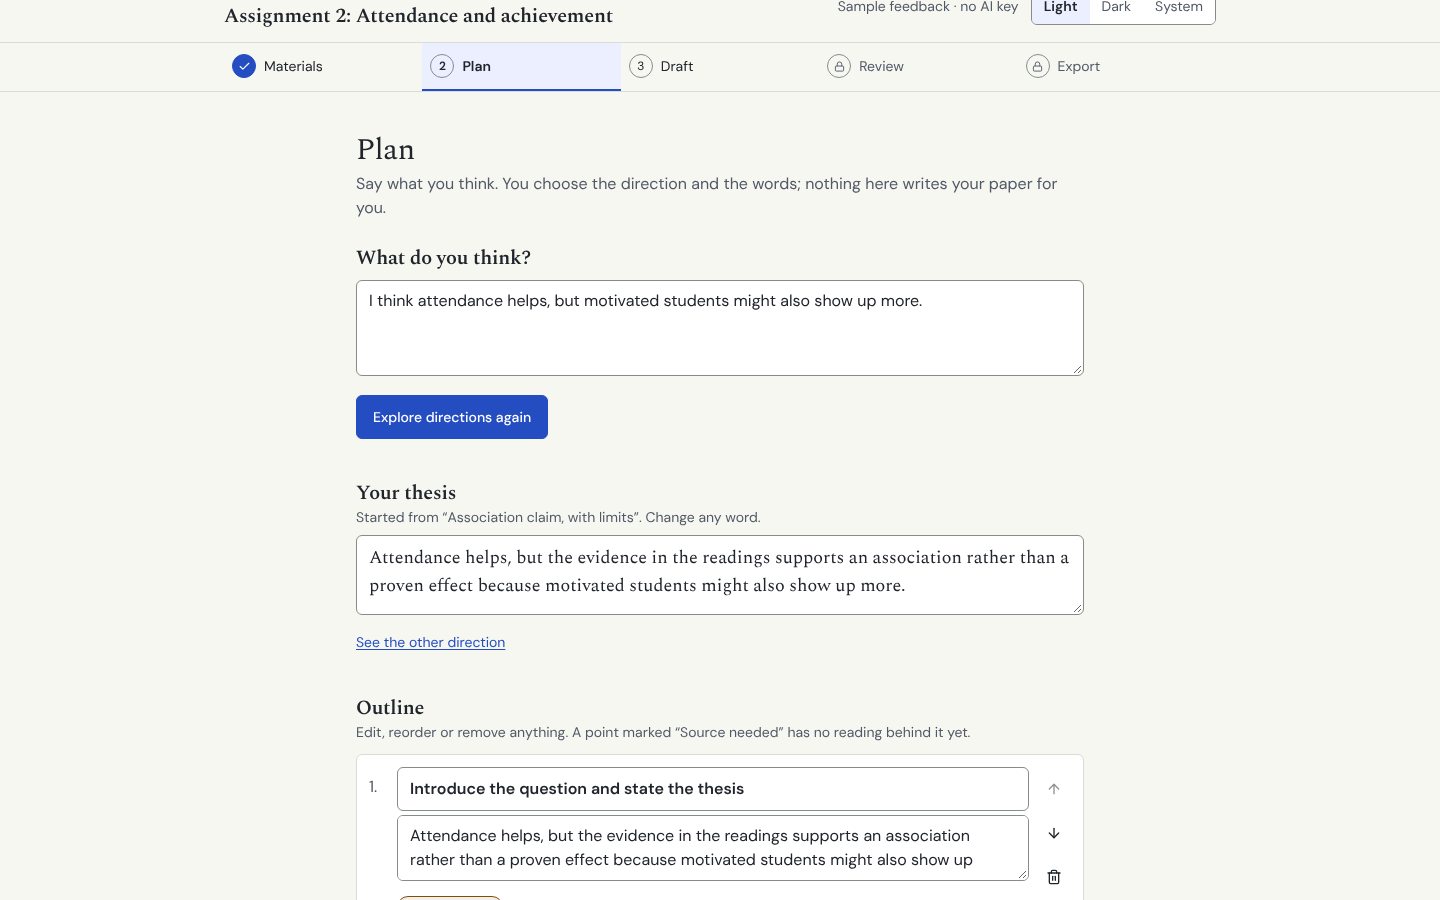 Assignment 2: Attendance and achievement
Sample feedback · no AI key
Light
Dark
System
Materials
2
Plan
3
Draft
Review
Export
Plan
Say what you think. You choose the direction and the words; nothing here writes your paper for
you.
What do you think?
I think attendance helps, but motivated students might also show up more.
Explore directions again
Your thesis
Started from “Association claim, with limits”. Change any word.
Attendance helps, but the evidence in the readings supports an association rather than a
proven effect because motivated students might also show up more.
See the other direction
Outline
Edit, reorder or remove anything. A point marked “Source needed” has no reading behind it yet.
1.
Introduce the question and state the thesis
Attendance helps, but the evidence in the readings supports an association
rather than a proven effect because motivated students might also show up